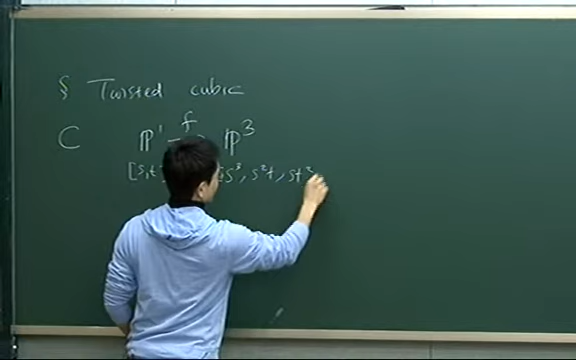 § Twisted cubic
C ℙ¹ f → ℙ³
[s,t [s³, s²t, st²